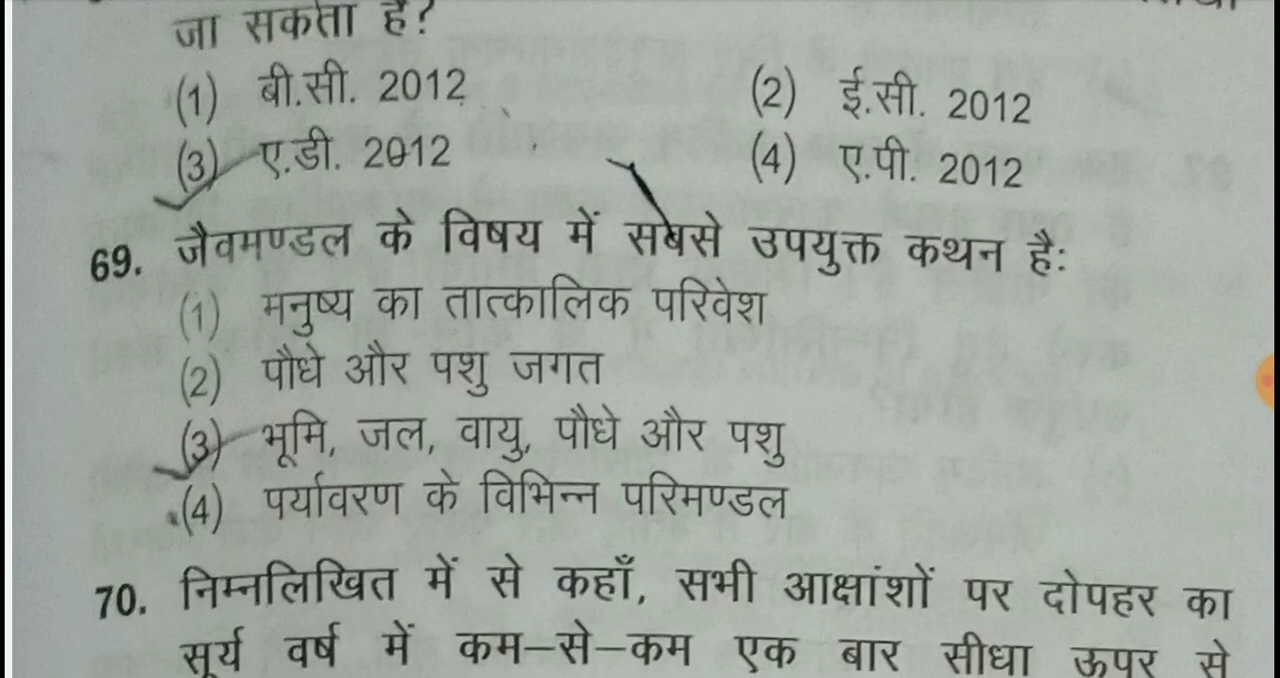 जा सकता है?
(1) बी.सी. 2012 (2) ई.सी. 2012
(3) ए.डी. 2012 (4) ए.पी. 2012
69. जैवमण्डल के विषय में सबसे उपयुक्त कथन है:
(1) मनुष्य का तात्कालिक परिवेश
(2) पौधे और पशु जगत
(3) भूमि, जल, वायु, पौधे और पशु
(4) पर्यावरण के विभिन्न परिमण्डल
70. निम्नलिखित में से कहाँ, सभी आक्षांशों पर दोपहर का
सूर्य वर्ष में कम–से–कम एक बार सीधा ऊपर से